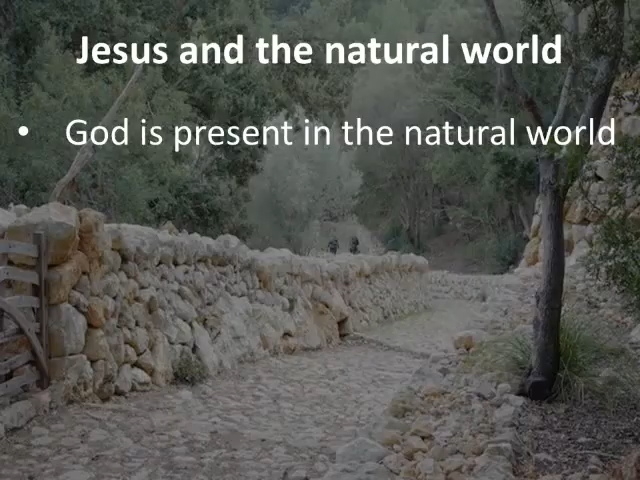 Jesus and the natural world
• God is present in the natural world